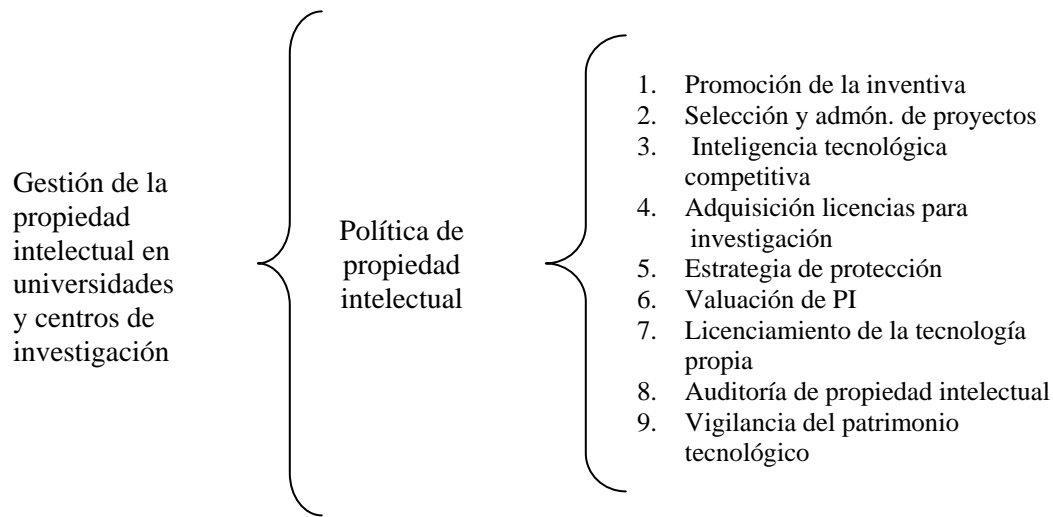 Gestión de la
propiedad
intelectual en
universidades
y centros de
investigación
Política de
propiedad
intelectual
1. Promoción de la inventiva
2. Selección y admón. de proyectos
3. Inteligencia tecnológica
competitiva
4. Adquisición licencias para
investigación
5. Estrategia de protección
6. Valuación de PI
7. Licenciamiento de la tecnología
propia
8. Auditoría de propiedad intelectual
9. Vigilancia del patrimonio
tecnológico